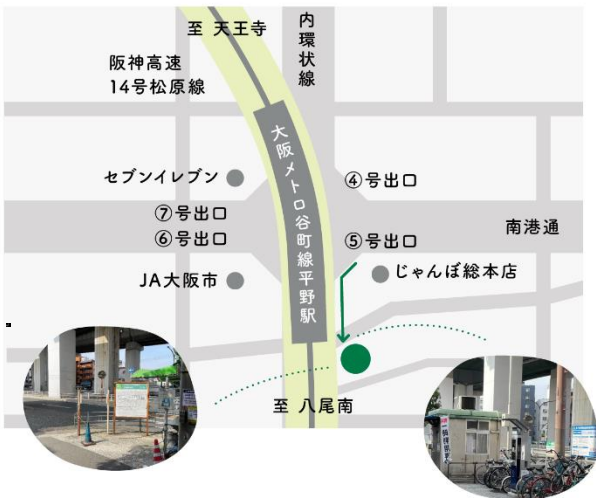 至 天王寺
内環状線
阪神高速
14号松原線
大阪メトロ谷町線平野駅
セブンイレブン
④号出口
⑦号出口
⑥号出口
⑤号出口
南港通
JA大阪市
じゃんぼ総本店
至 八尾南